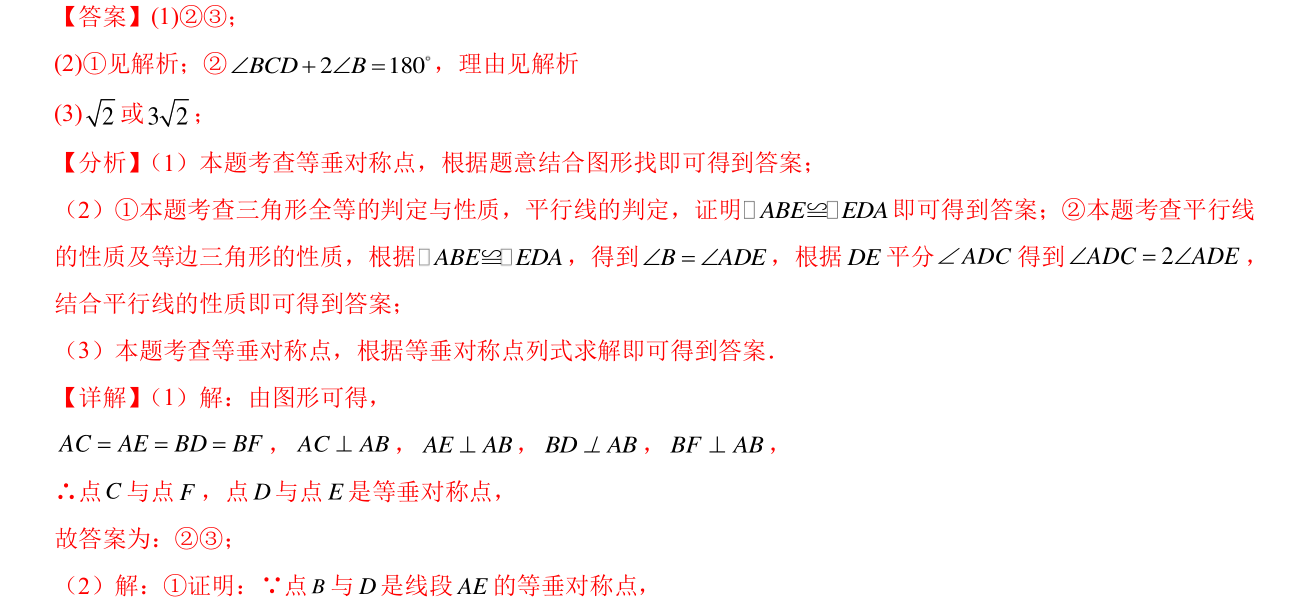 【答案】(1)②③；
(2)①见解析；②∠BCD+2∠B=180°，理由见解析
(3)√2或3√2；
【分析】（1）本题考查等垂对称点，根据题意结合图形找即可得到答案；
（2）①本题考查三角形全等的判定与性质，平行线的判定，证明□ABE≌□EDA即可得到答案；②本题考查平行线
的性质及等边三角形的性质，根据□ABE≌□EDA，得到∠B=∠ADE，根据DE平分∠ADC得到∠ADC=2∠ADE，
结合平行线的性质即可得到答案；
（3）本题考查等垂对称点，根据等垂对称点列式求解即可得到答案．
【详解】（1）解：由图形可得，
AC=AE=BD=BF，AC⊥AB，AE⊥AB，BD⊥AB，BF⊥AB，
∴点C与点F，点D与点E是等垂对称点，
故答案为：②③；
（2）解：①证明：∵点B与D是线段AE的等垂对称点，